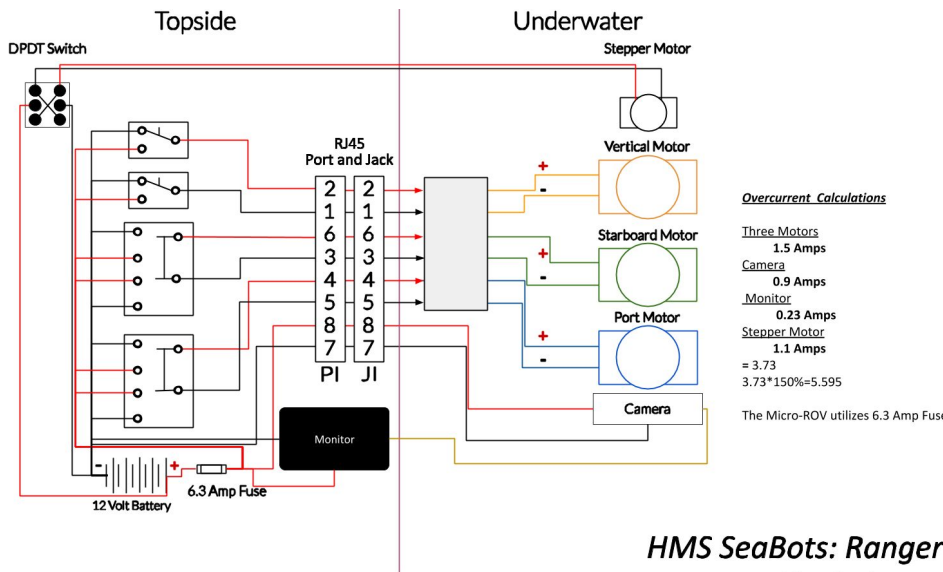 Topside
Underwater
DPDT Switch
Stepper Motor
RJ45
Port and Jack
2 2
1 1
6 6
3 3
4 4
5 5
8 8
7 7
PI JI
Vertical Motor
+
-
Starboard Motor
+
-
Port Motor
+
-
Camera
Monitor
- +
6.3 Amp Fuse
12 Volt Battery
Overcurrent Calculations
Three Motors
1.5 Amps
Camera
0.9 Amps
Monitor
0.23 Amps
Stepper Motor
1.1 Amps
= 3.73
3.73*150%=5.595
The Micro-ROV utilizes 6.3 Amp Fuse
HMS SeaBots: Ranger